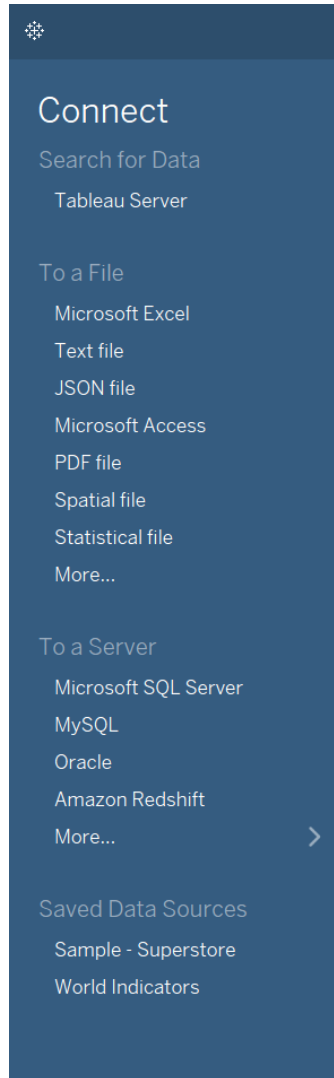 Connect
Search for Data
Tableau Server
To a File
Microsoft Excel
Text file
JSON file
Microsoft Access
PDF file
Spatial file
Statistical file
More...
To a Server
Microsoft SQL Server
MySQL
Oracle
Amazon Redshift
More...
Saved Data Sources
Sample - Superstore
World Indicators